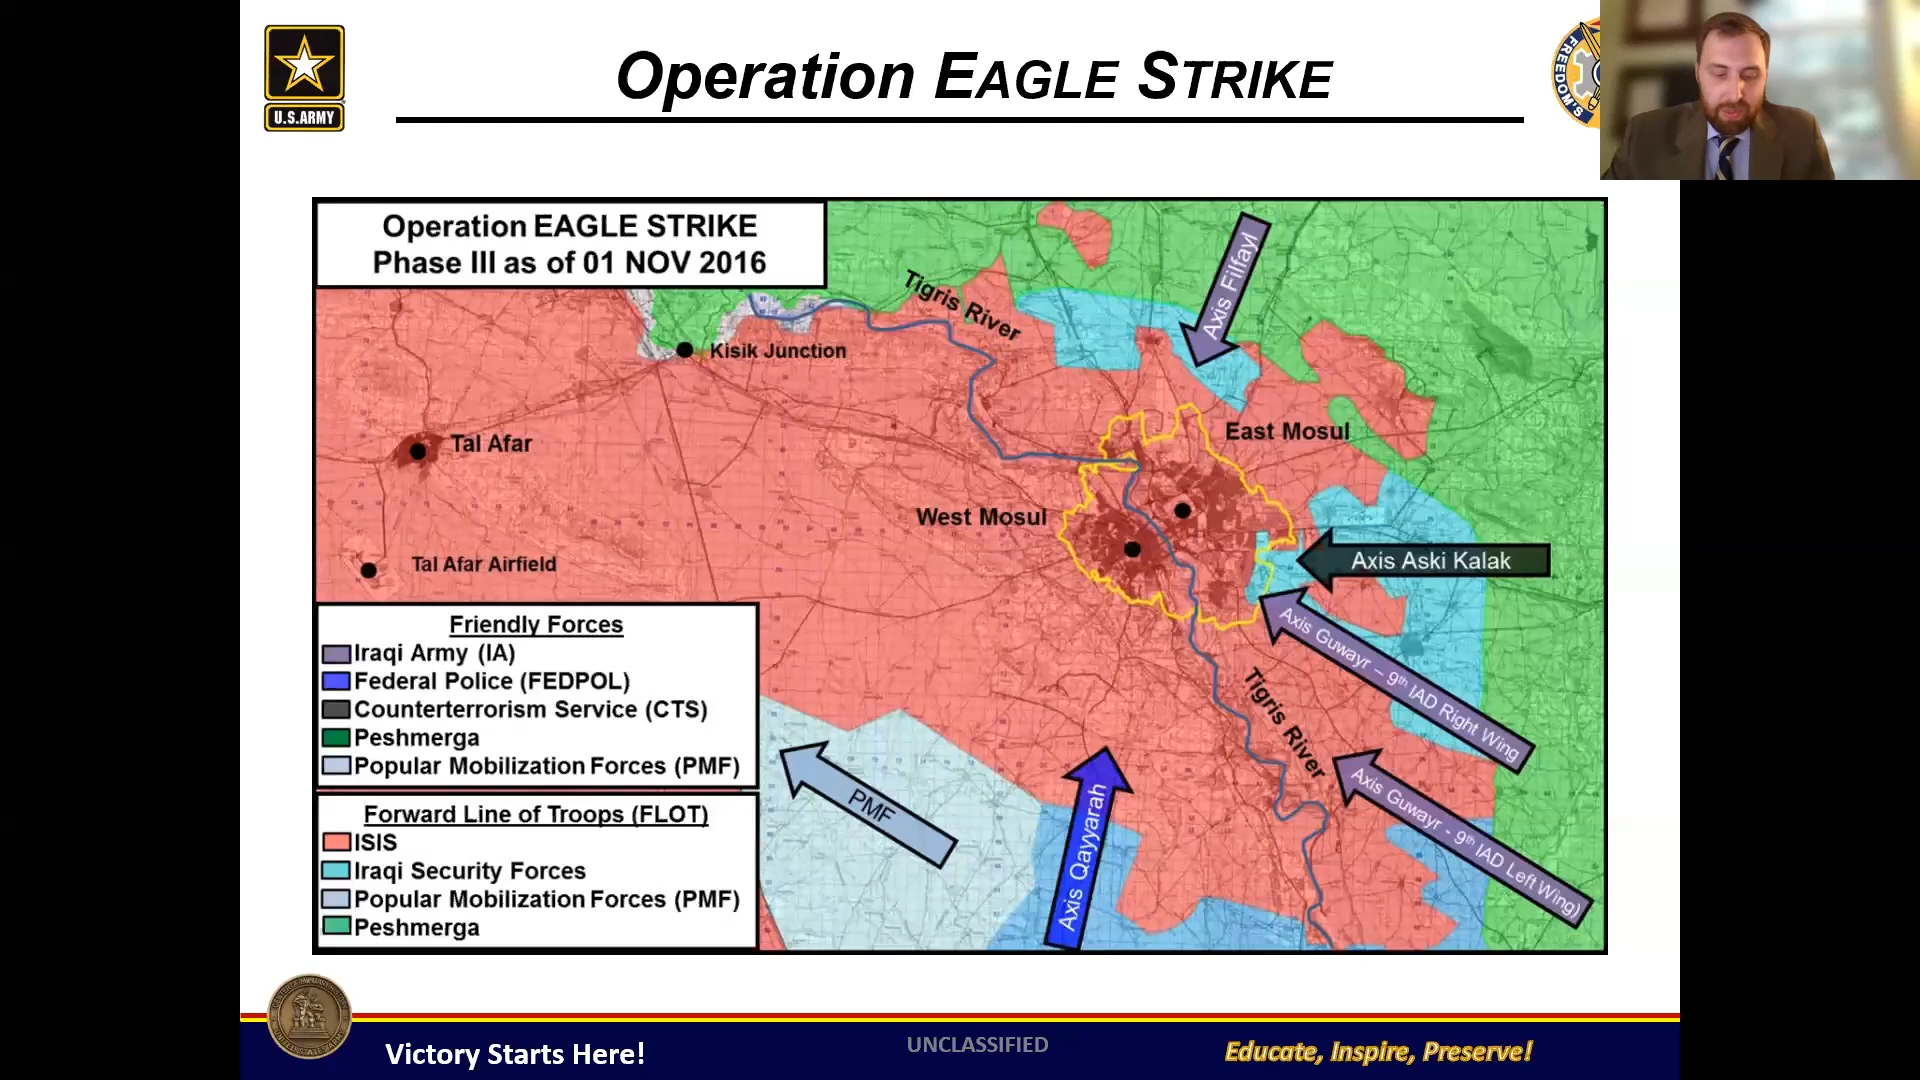 U.S.ARMY
Operation EAGLE STRIKE
FREEDOM'S
Operation EAGLE STRIKE
Phase III as of 01 NOV 2016
Axis Filfayl
Tigris River
Kisik Junction
East Mosul
Tal Afar
West Mosul
Axis Aski Kalak
Tal Afar Airfield
Axis Guwayr – 9th IAD Right Wing
Tigris River
Axis Guwayr - 9th IAD Left Wing)
PMF
Axis Qayyarah
Friendly Forces
Iraqi Army (IA)
Federal Police (FEDPOL)
Counterterrorism Service (CTS)
Peshmerga
Popular Mobilization Forces (PMF)
Forward Line of Troops (FLOT)
ISIS
Iraqi Security Forces
Popular Mobilization Forces (PMF)
Peshmerga
Victory Starts Here!
UNCLASSIFIED
Educate, Inspire, Preserve!